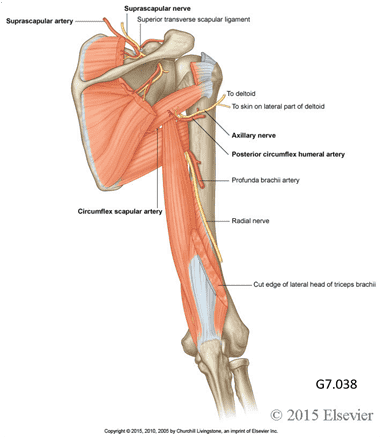 Suprascapular nerve
Suprascapular artery
Superior transverse scapular ligament
To deltoid
To skin on lateral part of deltoid
Axillary nerve
Posterior circumflex humeral artery
Profunda brachii artery
Circumflex scapular artery
Radial nerve
Cut edge of lateral head of triceps brachii
G7.038
© 2015 Elsevier
Copyright © 2015, 2010, 2005 by Churchill Livingstone, an imprint of Elsevier Inc.